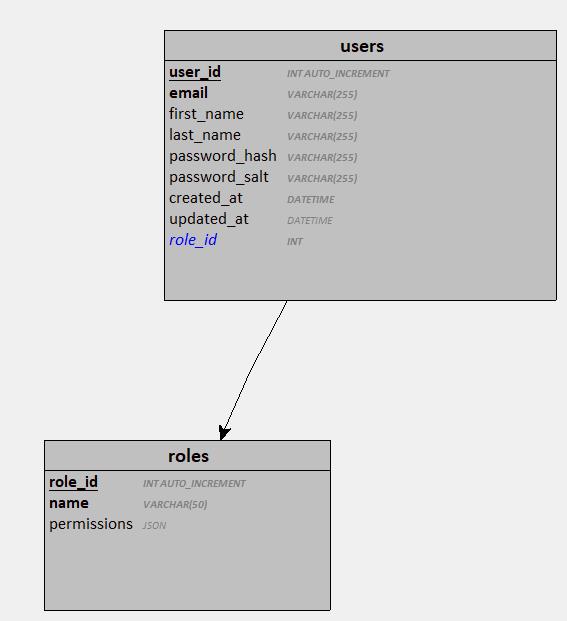 users
user_id INT AUTO_INCREMENT
email VARCHAR(255)
first_name VARCHAR(255)
last_name VARCHAR(255)
password_hash VARCHAR(255)
password_salt VARCHAR(255)
created_at DATETIME
updated_at DATETIME
role_id INT
roles
role_id INT AUTO_INCREMENT
name VARCHAR(50)
permissions JSON